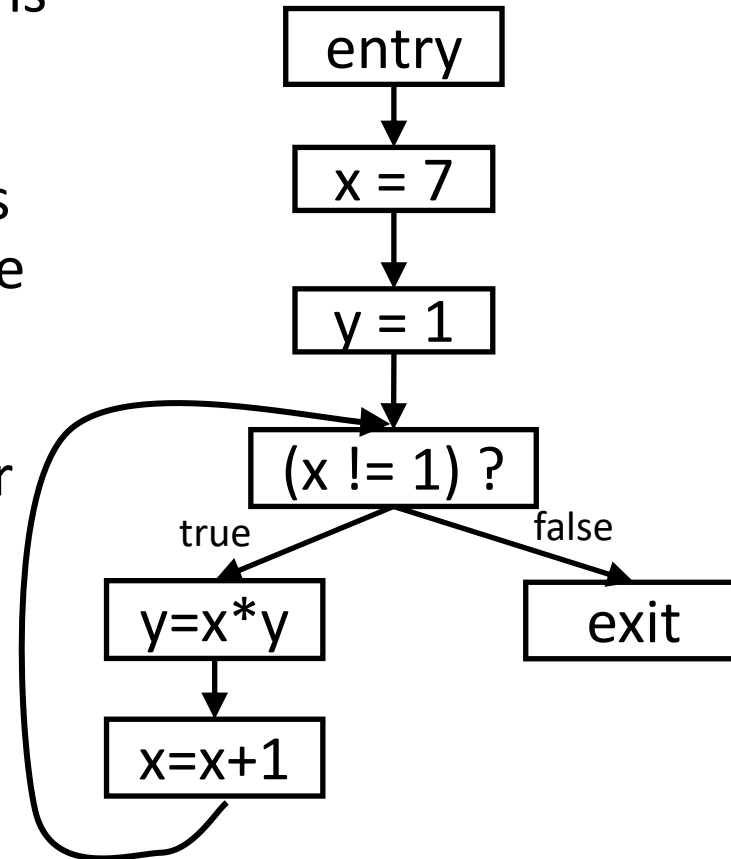 entry
x = 7
y = 1
(x != 1) ?
true
false
y=x*y
exit
x=x+1